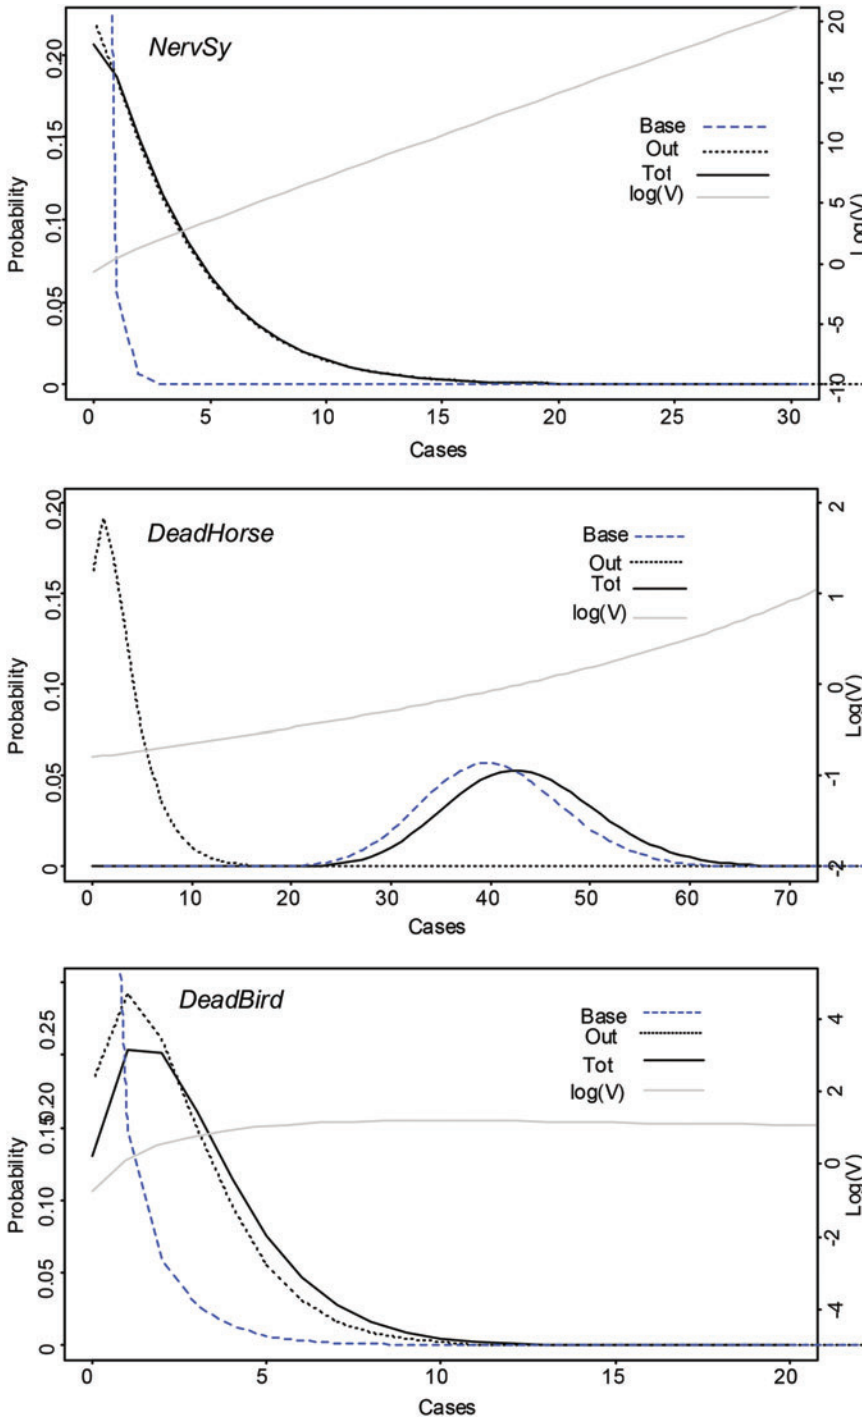 NervSy
Base
Out
Tot
log(V)
Probability
0
0.05
0.10
0.15
0.20
-10
-5
0
5
10
15
20
Log(V)
0 5 10 15 20 25 30
Cases
DeadHorse
Base
Out
Tot
log(V)
Probability
0
0.05
0.10
0.15
0.20
-2
-1
0
1
2
Log(V)
0 10 20 30 40 50 60 70
Cases
DeadBird
Base
Out
Tot
log(V)
Probability
0
0.05
0.10
0.15
0.20
0.25
-4
-2
0
2
4
Log(V)
0 5 10 15 20
Cases